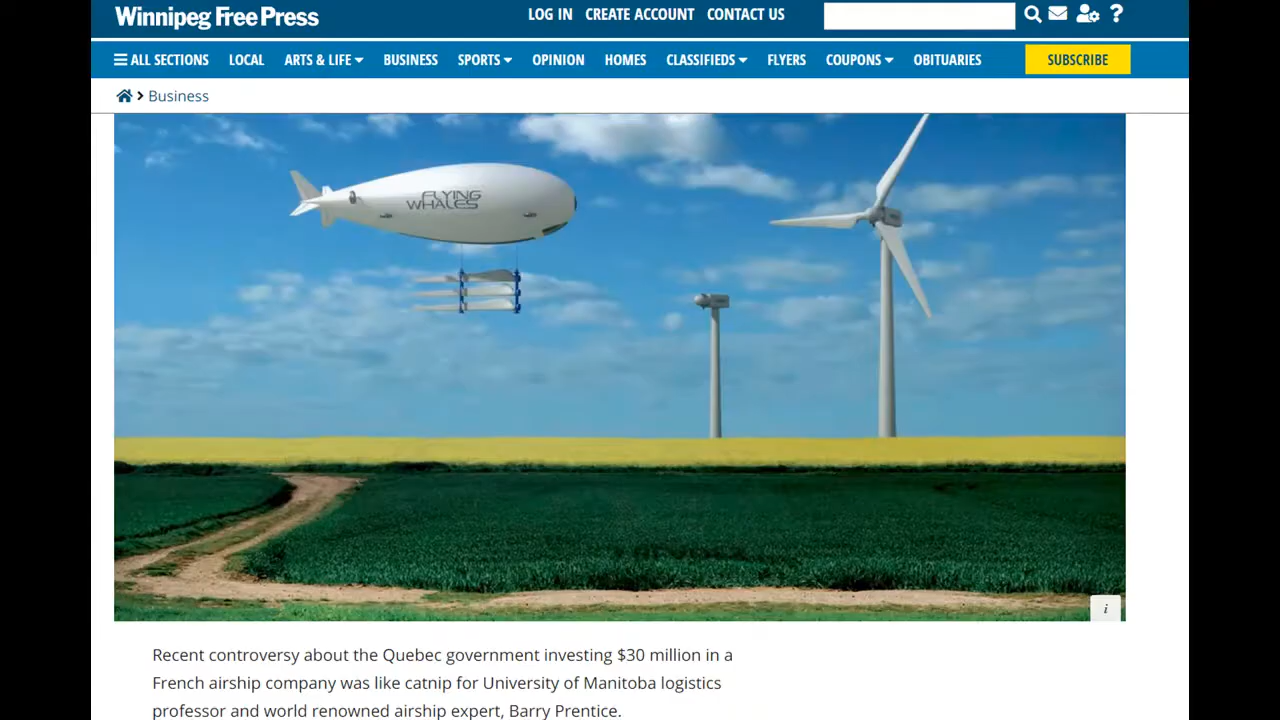 Winnipeg Free Press
LOG IN CREATE ACCOUNT CONTACT US
?
ALL SECTIONS LOCAL ARTS & LIFE BUSINESS SPORTS OPINION HOMES CLASSIFIEDS FLYERS COUPONS OBITUARIES SUBSCRIBE
Business
FLYING
WHALES
i
Recent controversy about the Quebec government investing $30 million in a
French airship company was like catnip for University of Manitoba logistics
professor and world renowned airship expert, Barry Prentice.